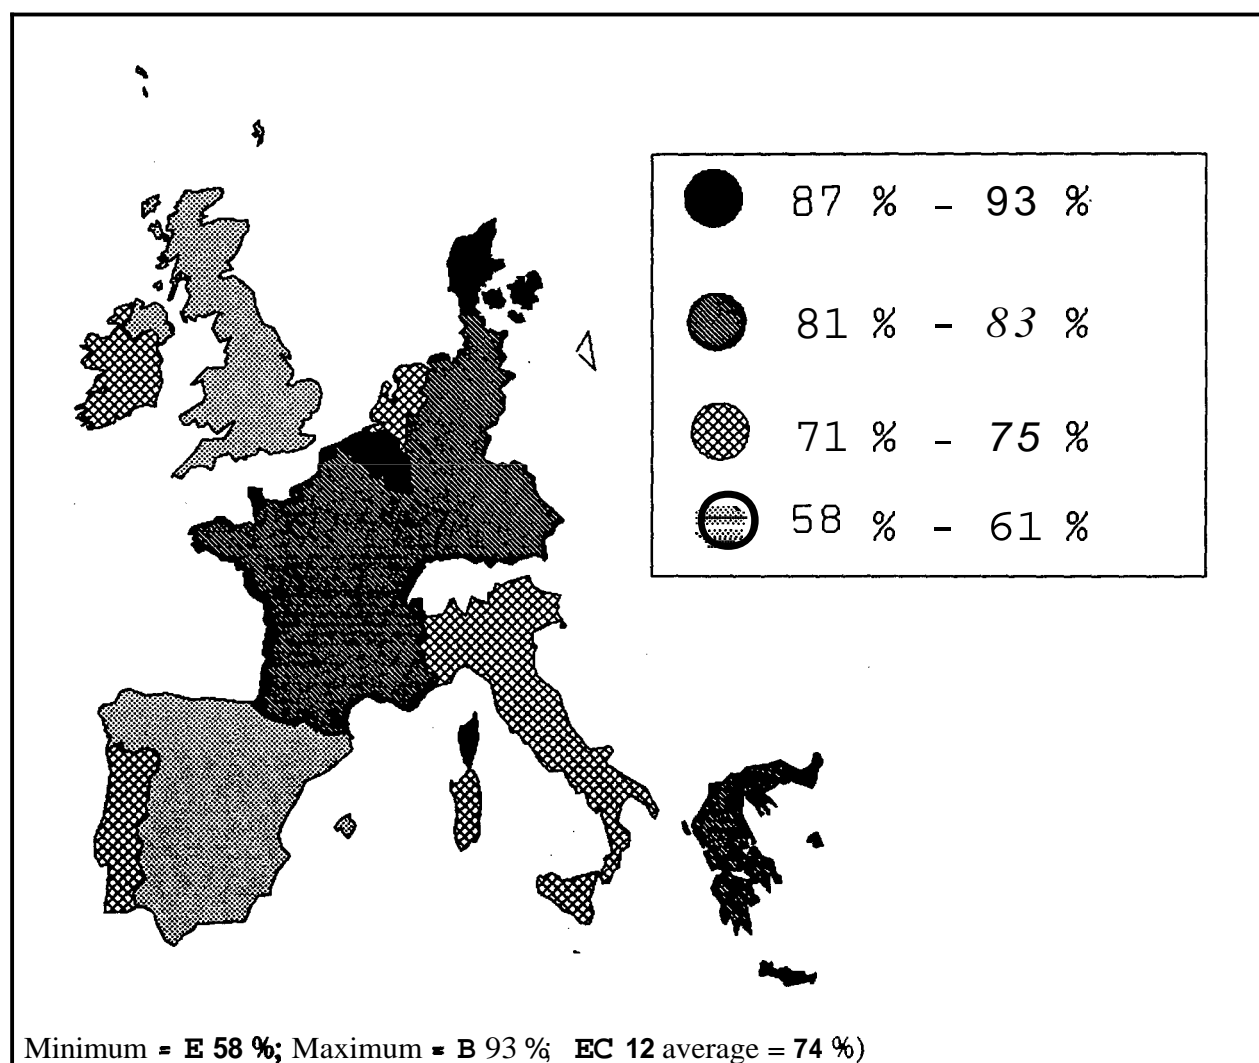 87 % – 93 %
81 % – 83 %
71 % – 75 %
58 % – 61 %
Minimum = E 58 %; Maximum = B 93 %; EC 12 average = 74 %)